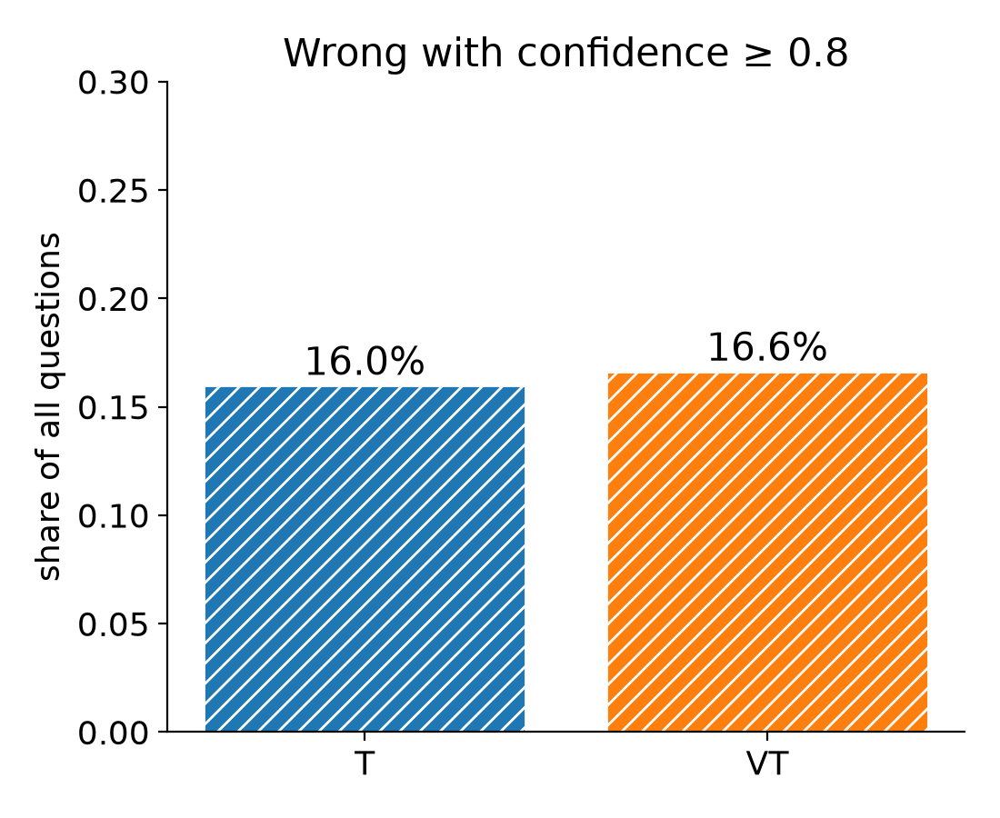 Wrong with confidence ≥ 0.8
share of all questions
0.30
0.25
0.20
0.15
0.10
0.05
0.00
16.0%
16.6%
T
VT